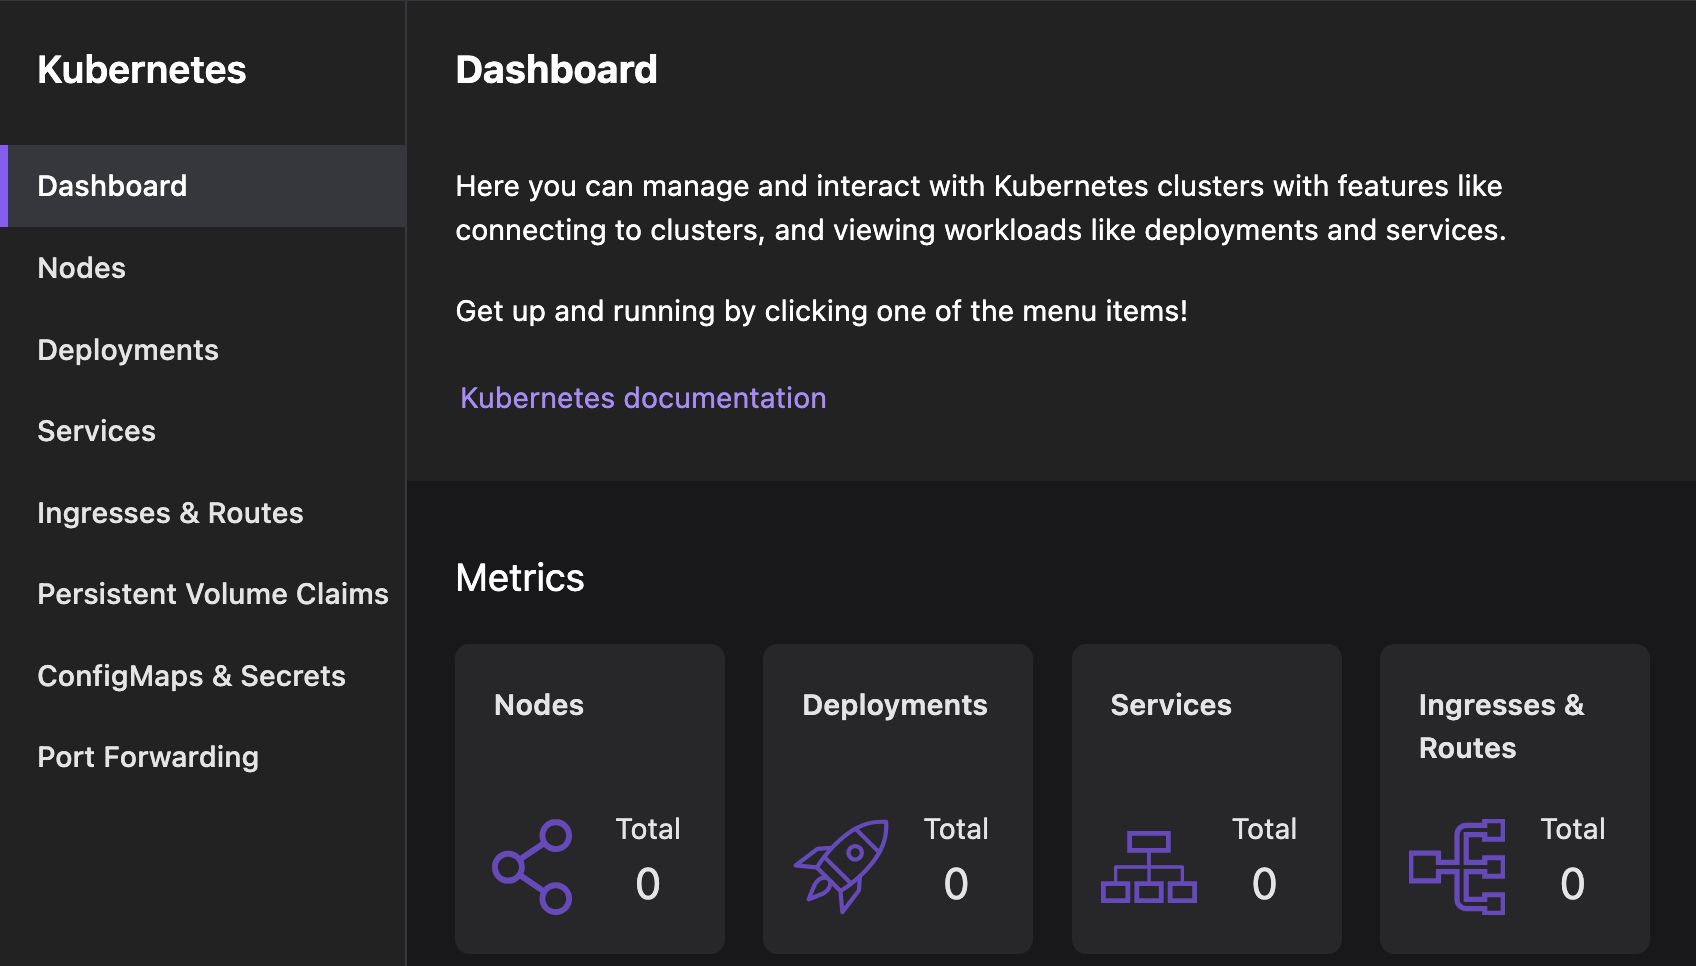 Kubernetes
Dashboard
Nodes
Deployments
Services
Ingresses & Routes
Persistent Volume Claims
ConfigMaps & Secrets
Port Forwarding
Dashboard
Here you can manage and interact with Kubernetes clusters with features like
connecting to clusters, and viewing workloads like deployments and services.
Get up and running by clicking one of the menu items!
Kubernetes documentation
Metrics
Nodes
Total
0
Deployments
Total
0
Services
Total
0
Ingresses &
Routes
Total
0